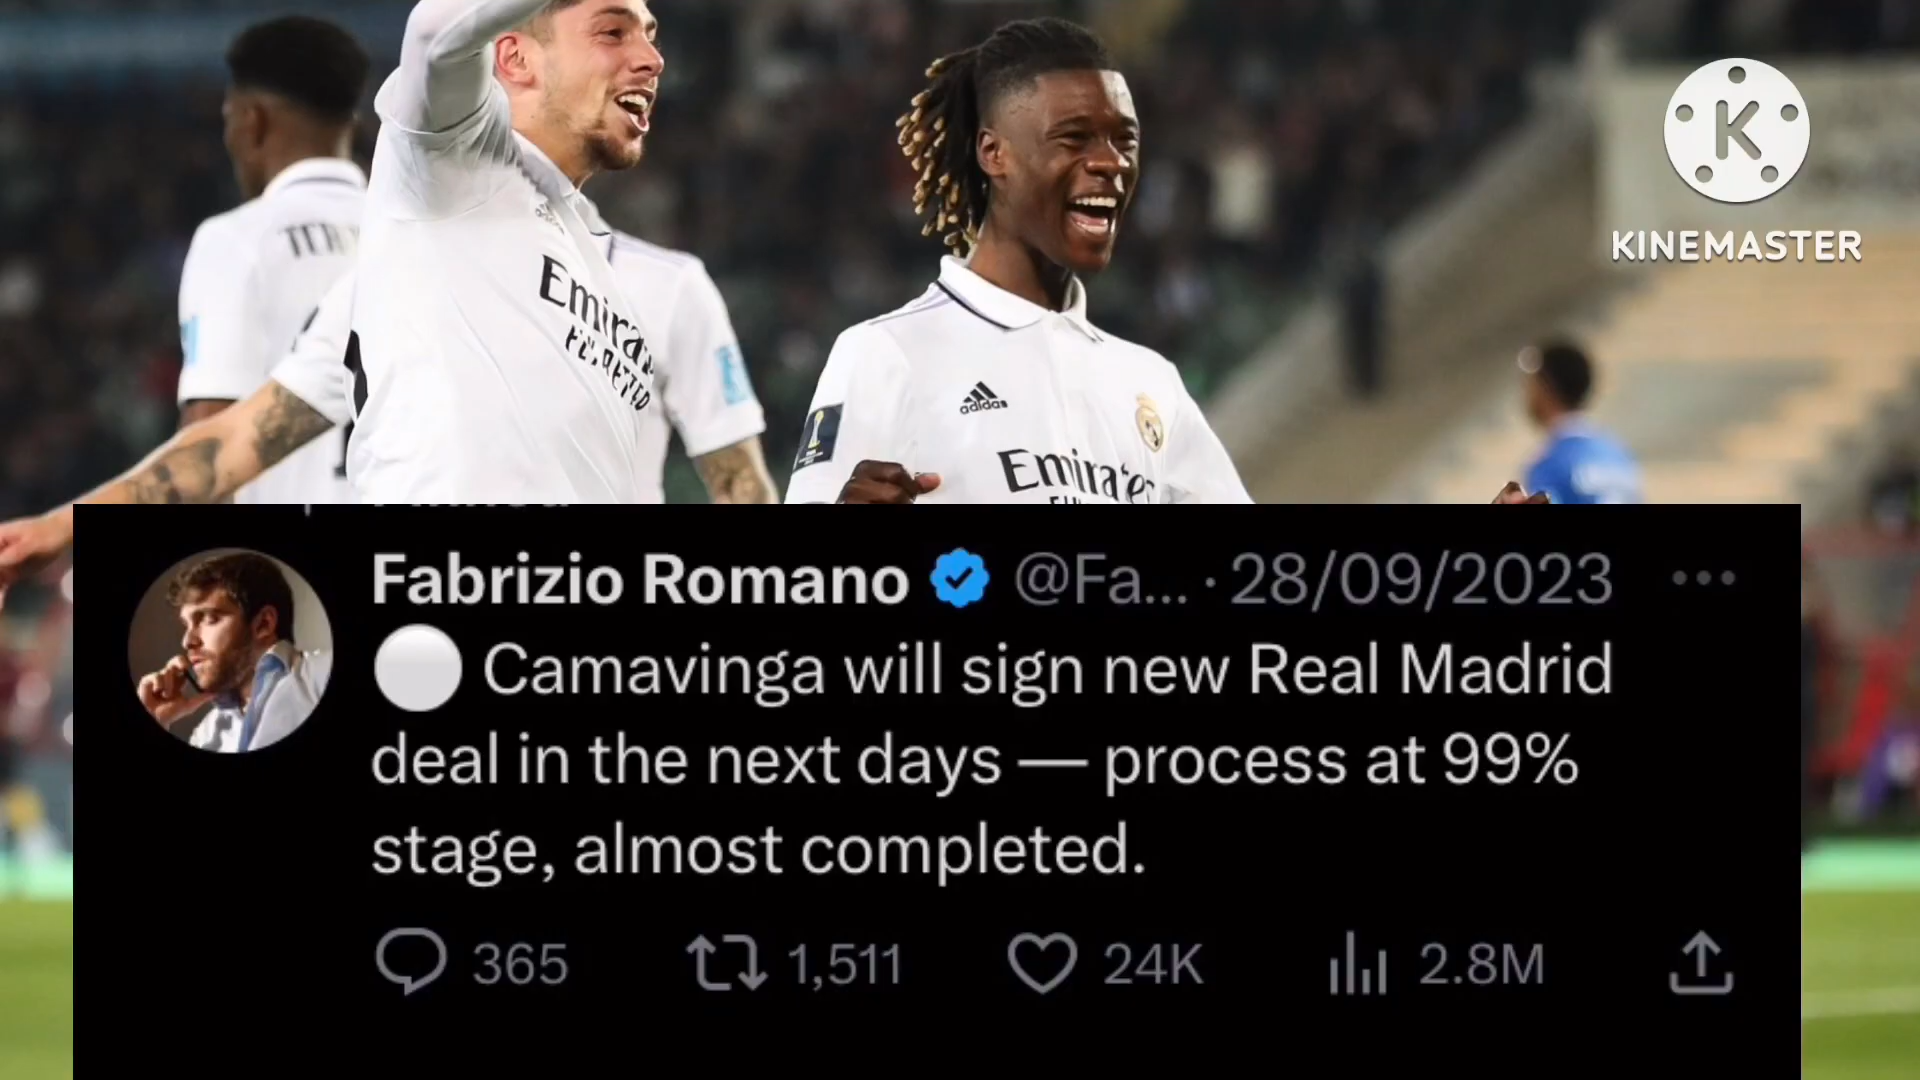 K
KINEMASTER
adidas
Emirates
Fabrizio Romano @Fa... · 28/09/2023
Camavinga will sign new Real Madrid
deal in the next days — process at 99%
stage, almost completed.
365 1,511 24K 2.8M